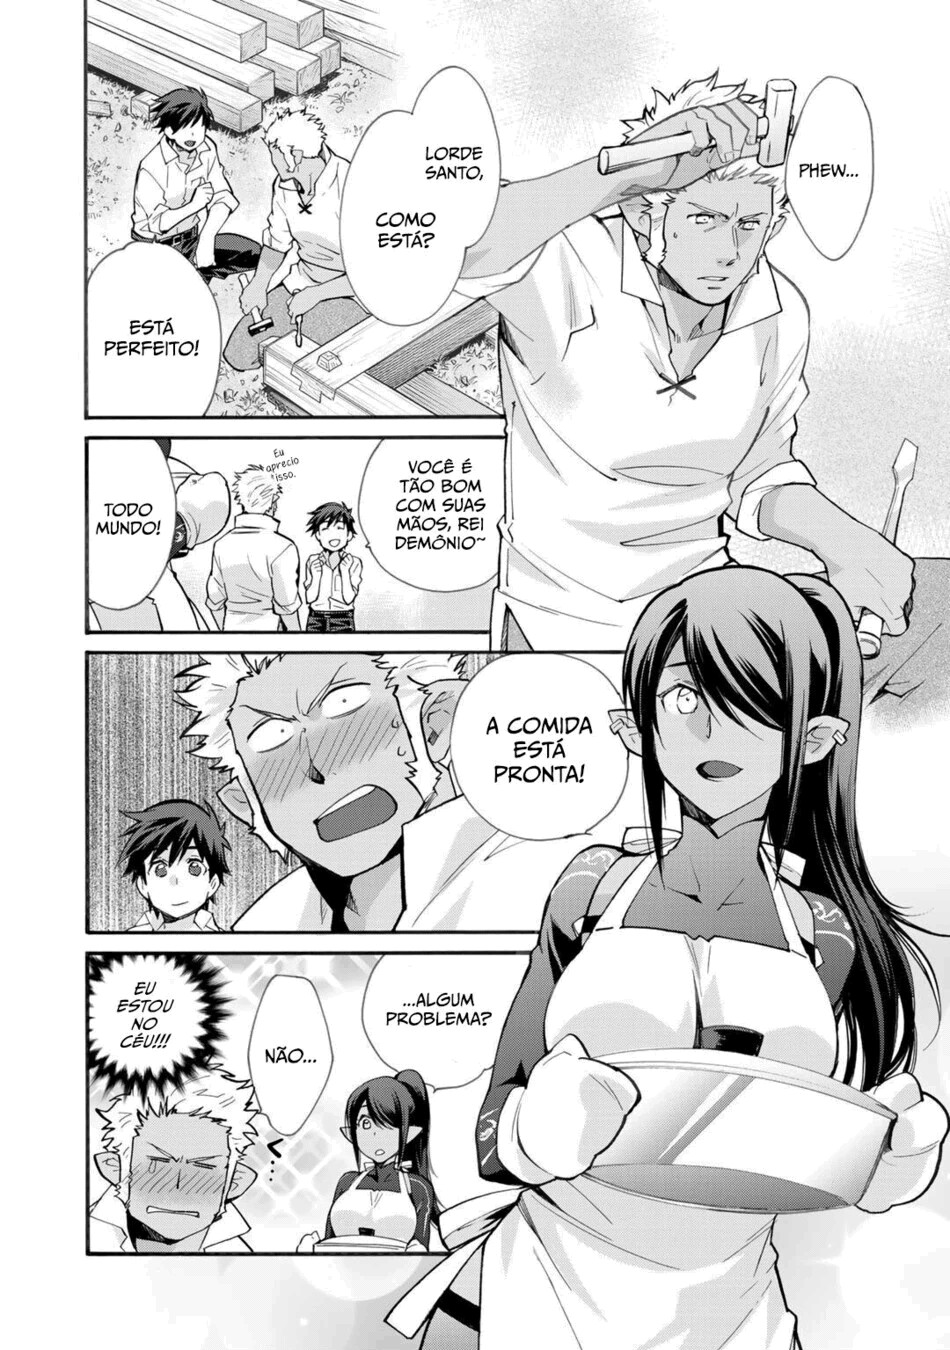 PHEW...
LORDE
SANTO,
COMO
ESTÁ?
ESTÁ
PERFEITO!
VOCÊ É
TÃO BOM
COM SUAS
MÃOS, REI
DEMÔNIO~
Eu
aprecio
isso.
TODO
MUNDO!
A COMIDA
ESTÁ
PRONTA!
...ALGUM
PROBLEMA?
NÃO...
EU
ESTOU
NO
CÉU!!!